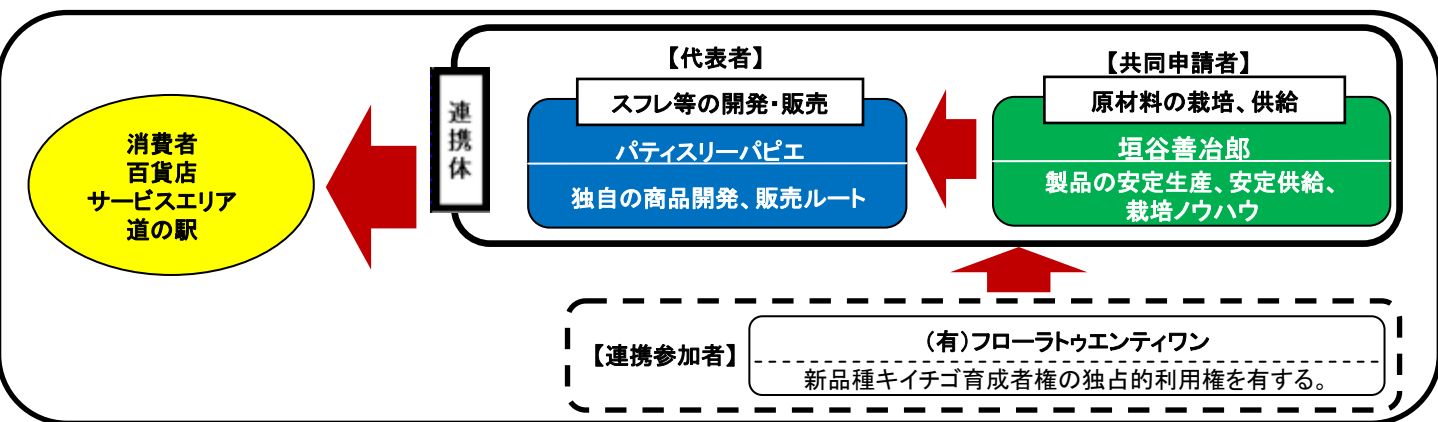 消費者
百貨店
サービスエリア
道の駅
連携体
【代表者】
スフレ等の開発・販売
パティスリーパピエ
独自の商品開発、販売ルート
【共同申請者】
原材料の栽培、供給
垣谷善冶郎
製品の安定生産、安定供給、
栽培ノウハウ
【連携参加者】
（有）フローラトゥエンティワン
新品種キイチゴ育成者権の独占的利用権を有する。